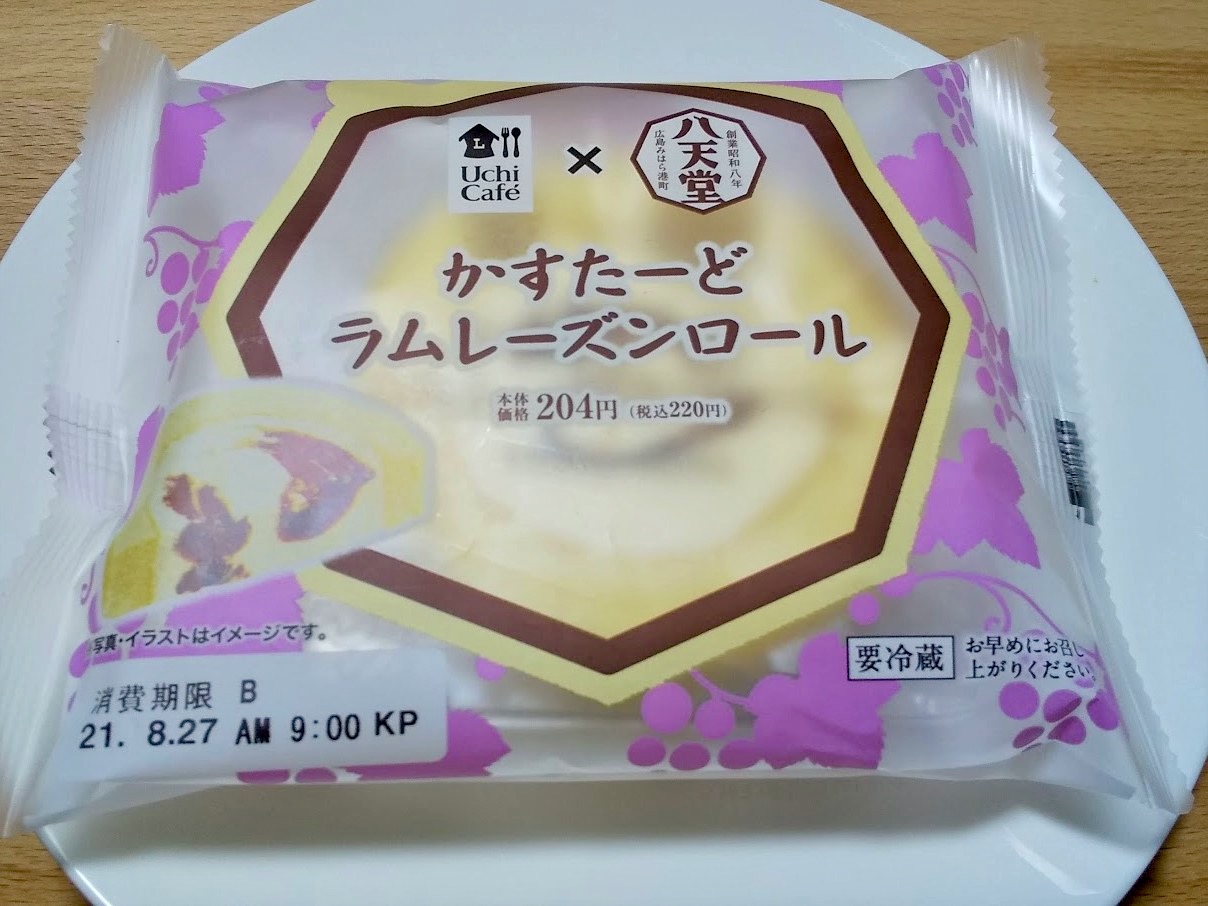 L
Uchi
Café
×
創業昭和八年
八天堂
広島みはら港町
かすたーど
ラムレーズンロール
本体価格 204円 (税込220円)
写真・イラストはイメージです。
要冷蔵
お早めにお召し
上がりください。
消費期限 B
21. 8.27 AM 9:00 KP